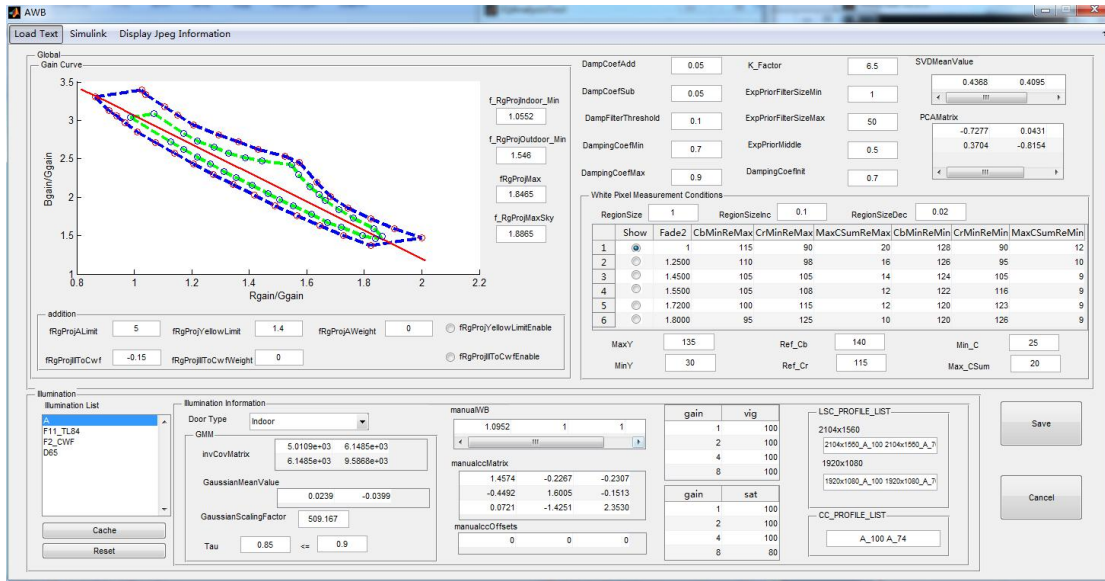 AWB
Load Text Simulink Display Jpeg Information
Global
Gain Curve
3.5
3
2.5
2
1.5
1
0.8 1 1.2 1.4 1.6 1.8 2 2.2
Bgain/Ggain
Rgain/Ggain
f_RgProjIndoor_Min
1.0552
f_RgProjOutdoor_Min
1.546
fRgProjMax
1.8465
f_RgProjMaxSky
1.8865
addition
fRgProjALimit 5 fRgProjYellowLimit 1.4 fRgProjAWeight 0 fRgProjYellowLimitEnable
fRgProjIllToCwf -0.15 fRgProjIllToCwfWeight 0 fRgProjIllToCwfEnable
DampCoefAdd 0.05 K_Factor 6.5
DampCoefSub 0.05 ExpPriorFilterSizeMin 1
DampFilterThreshold 0.1 ExpPriorFilterSizeMax 50
DampingCoefMin 0.7 ExpPriorMiddle 0.5
DampingCoefMax 0.9 DampingCoefInit 0.7
SVDMeanValue
0.4368 0.4095
PCAMatrix
-0.7277 0.0431
0.3704 -0.8154
White Pixel Measurement Conditions
RegionSize 1 RegionSizeInc 0.1 RegionSizeDec 0.02
Show Fade2 CbMinReMax CrMinReMax MaxCSumReMax CbMinReMin CrMinReMin MaxCSumReMin
1 1 115 90 20 128 90 12
2 1.2500 110 98 16 126 95 10
3 1.4500 105 105 14 124 105 9
4 1.5500 105 108 12 122 116 9
5 1.7200 100 115 12 120 123 9
6 1.8000 95 125 10 120 126 9
MaxY 135 Ref_Cb 140 Min_C 25
MinY 30 Ref_Cr 115 Max_CSum 20
Illumination
Illumination List
A
F11_TL84
F2_CWF
D65
Cache
Reset
Illumination Information
Door Type Indoor
GMM
invCovMatrix
5.0109e+03 6.1485e+03
6.1485e+03 9.5868e+03
GaussianMeanValue
0.0239 -0.0399
GaussianScalingFactor 509.167
Tau 0.85 <= 0.9
manualWB
1.0952 1 1
manualccMatrix
1.4574 -0.2267 -0.2307
-0.4492 1.6005 -0.1513
0.0721 -1.4251 2.3530
manualccOffsets
0 0 0
gain vig
1 100
2 100
4 100
8 100
gain sat
1 100
2 100
4 100
8 80
LSC_PROFILE_LIST
2104x1560
2104x1560_A_100 2104x1560_A_7
1920x1080
1920x1080_A_100 1920x1080_A_7
CC_PROFILE_LIST
A_100 A_74
Save
Cancel